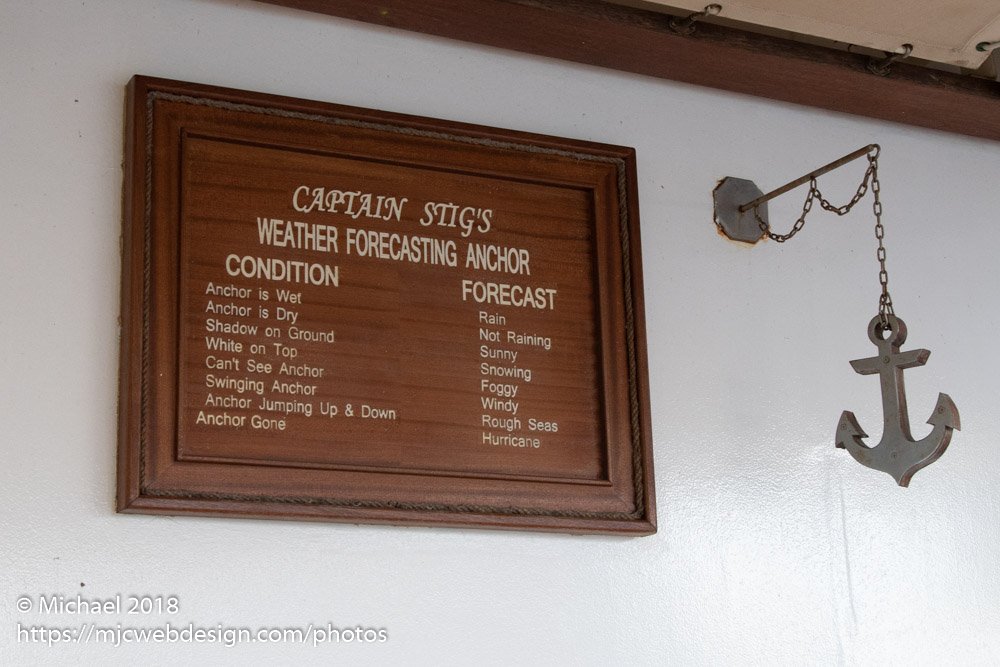 CAPTAIN STIG'S
WEATHER FORECASTING ANCHOR
CONDITION FORECAST
Anchor is Wet Rain
Anchor is Dry Not Raining
Shadow on Ground Sunny
White on Top Snowing
Can't See Anchor Foggy
Swinging Anchor Windy
Anchor Jumping Up & Down Rough Seas
Anchor Gone Hurricane
© Michael 2018
https://mjcwebdesign.com/photos